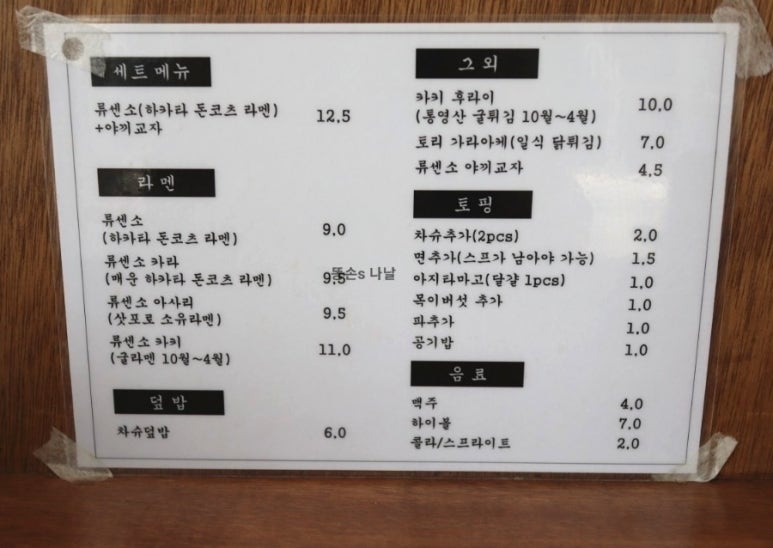 세트메뉴
류센소(하카타 돈코츠 라멘)
+야끼교자 12.5
라멘
류센소
(하카타 돈코츠 라멘) 9.0
류센소 카라
(매운 하카타 돈코츠 라멘) 9.5
류센소 아사리
(삿포로 소유라멘) 9.5
류센소 카키
(굴라멘 10월~4월) 11.0
덮밥
차슈덮밥 6.0
그외
카키 후라이
(통영산 굴튀김 10월~4월) 10.0
토리 가라아케(일식 닭튀김) 7.0
류센소 야끼교자 4.5
토핑
차슈추가(2pcs) 2.0
면추가(스프가 남아야 가능) 1.5
아지타마고(달걀 1pcs) 1.0
목이버섯 추가 1.0
파추가 1.0
공기밥 1.0
음료
맥주 4.0
하이볼 7.0
콜라/스프라이트 2.0
똥손s 나날